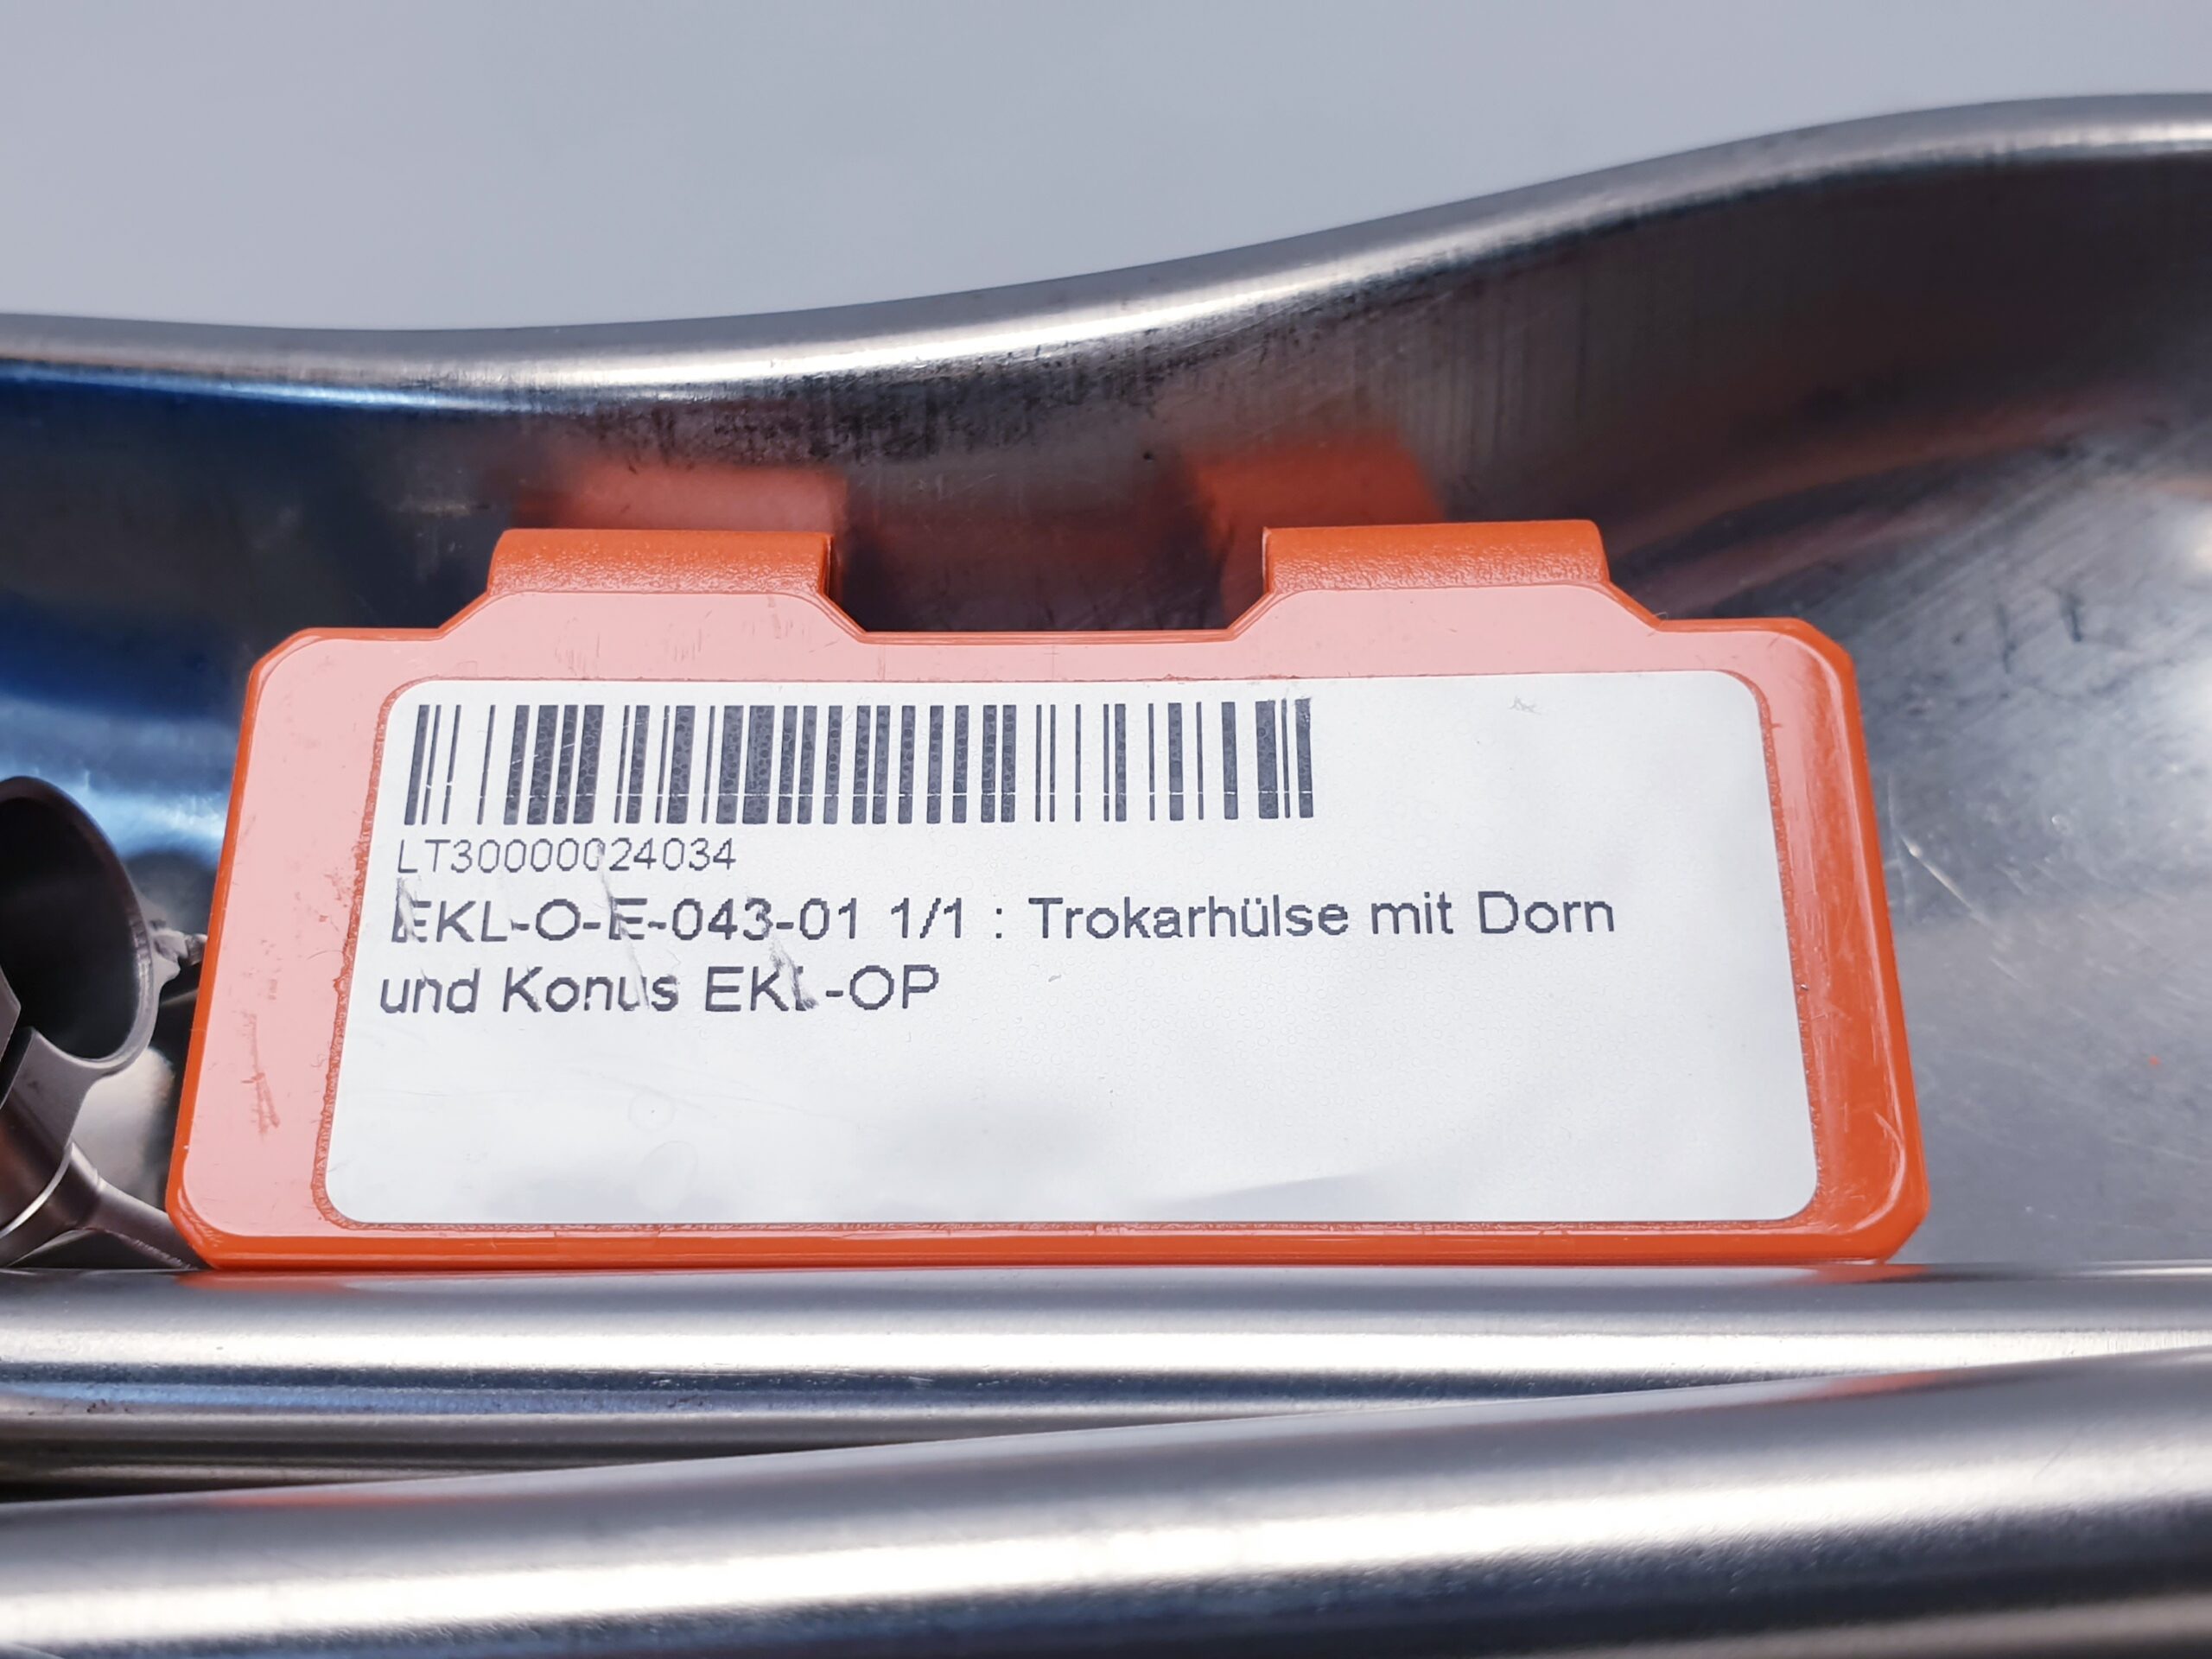 LT30000024034
EKL-O-E-043-01 1/1 : Trokarhülse mit Dorn
und Konus EKL-OP